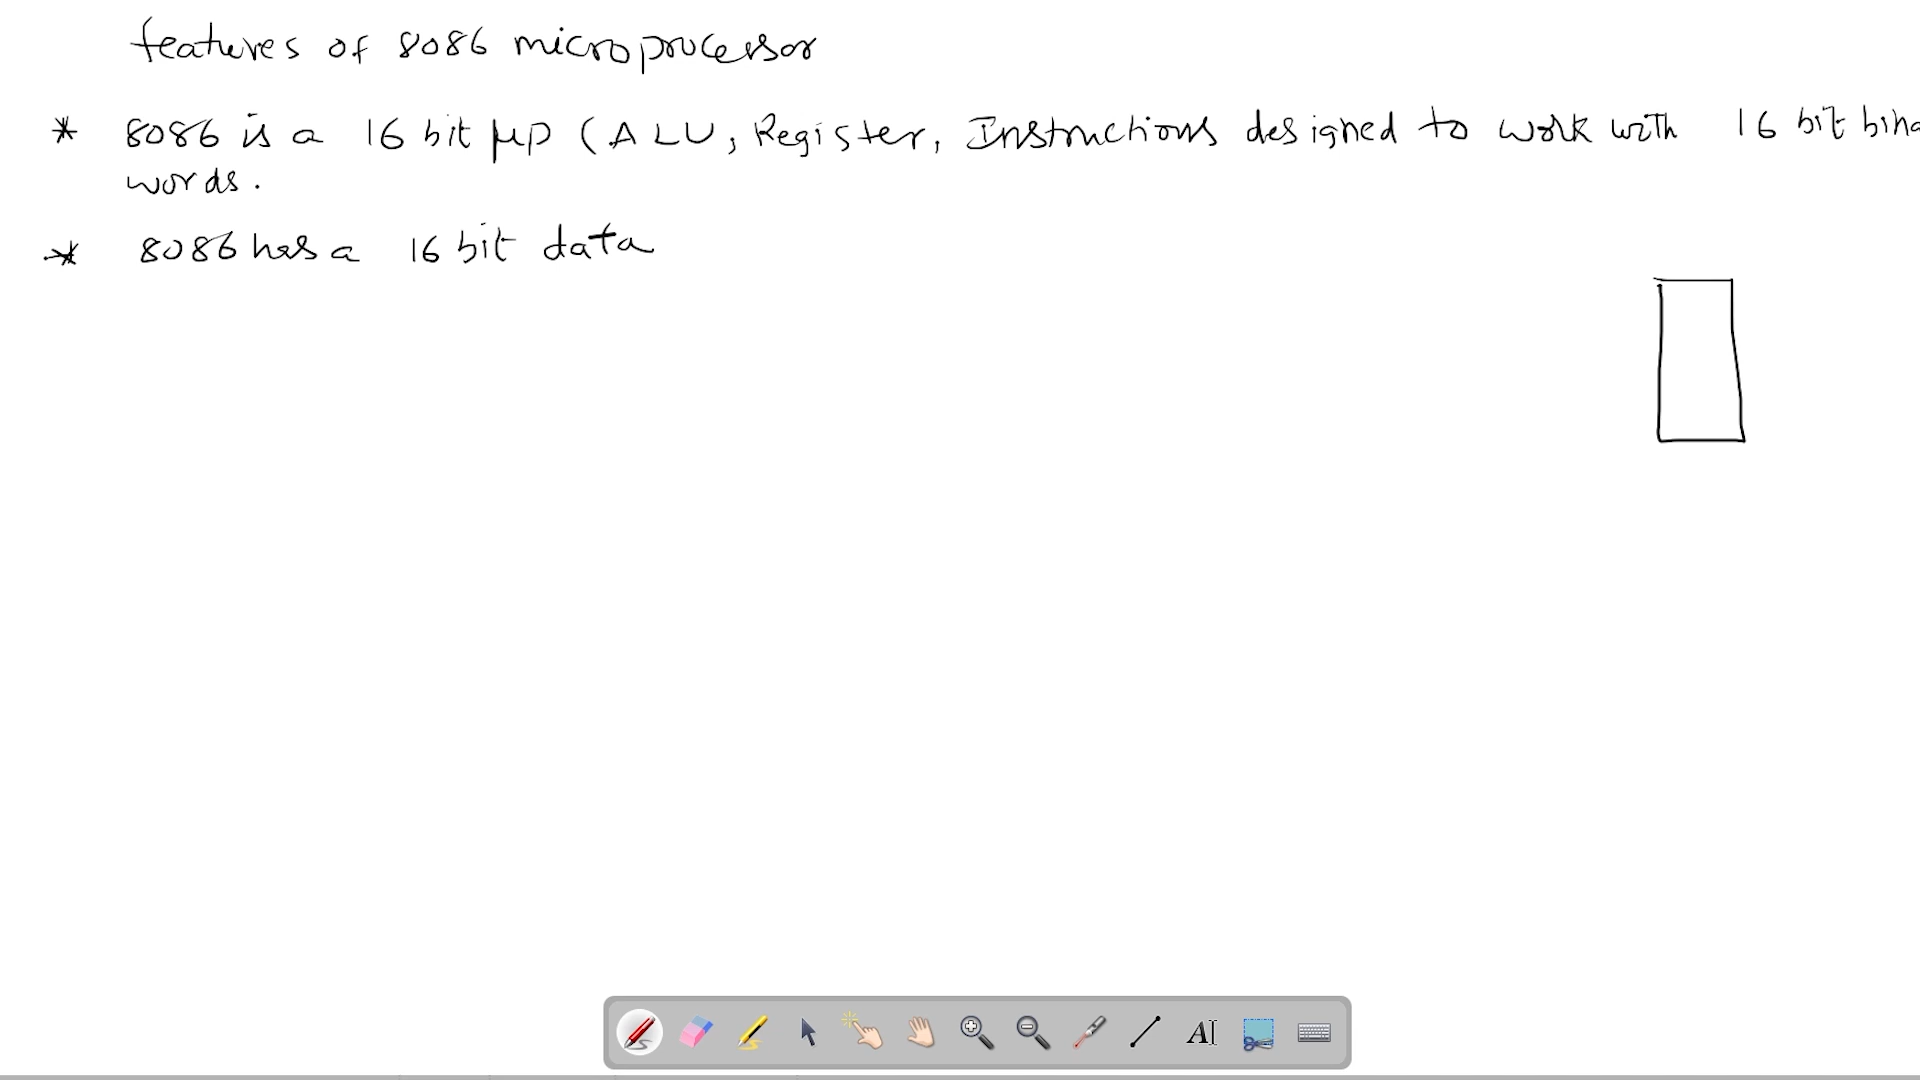 features of 8086 microprocessor
* 8086 is a 16 bit μp (ALU, Register, Instructions designed to work with 16 bit bina
words.
* 8086 has a 16 bit data
AI